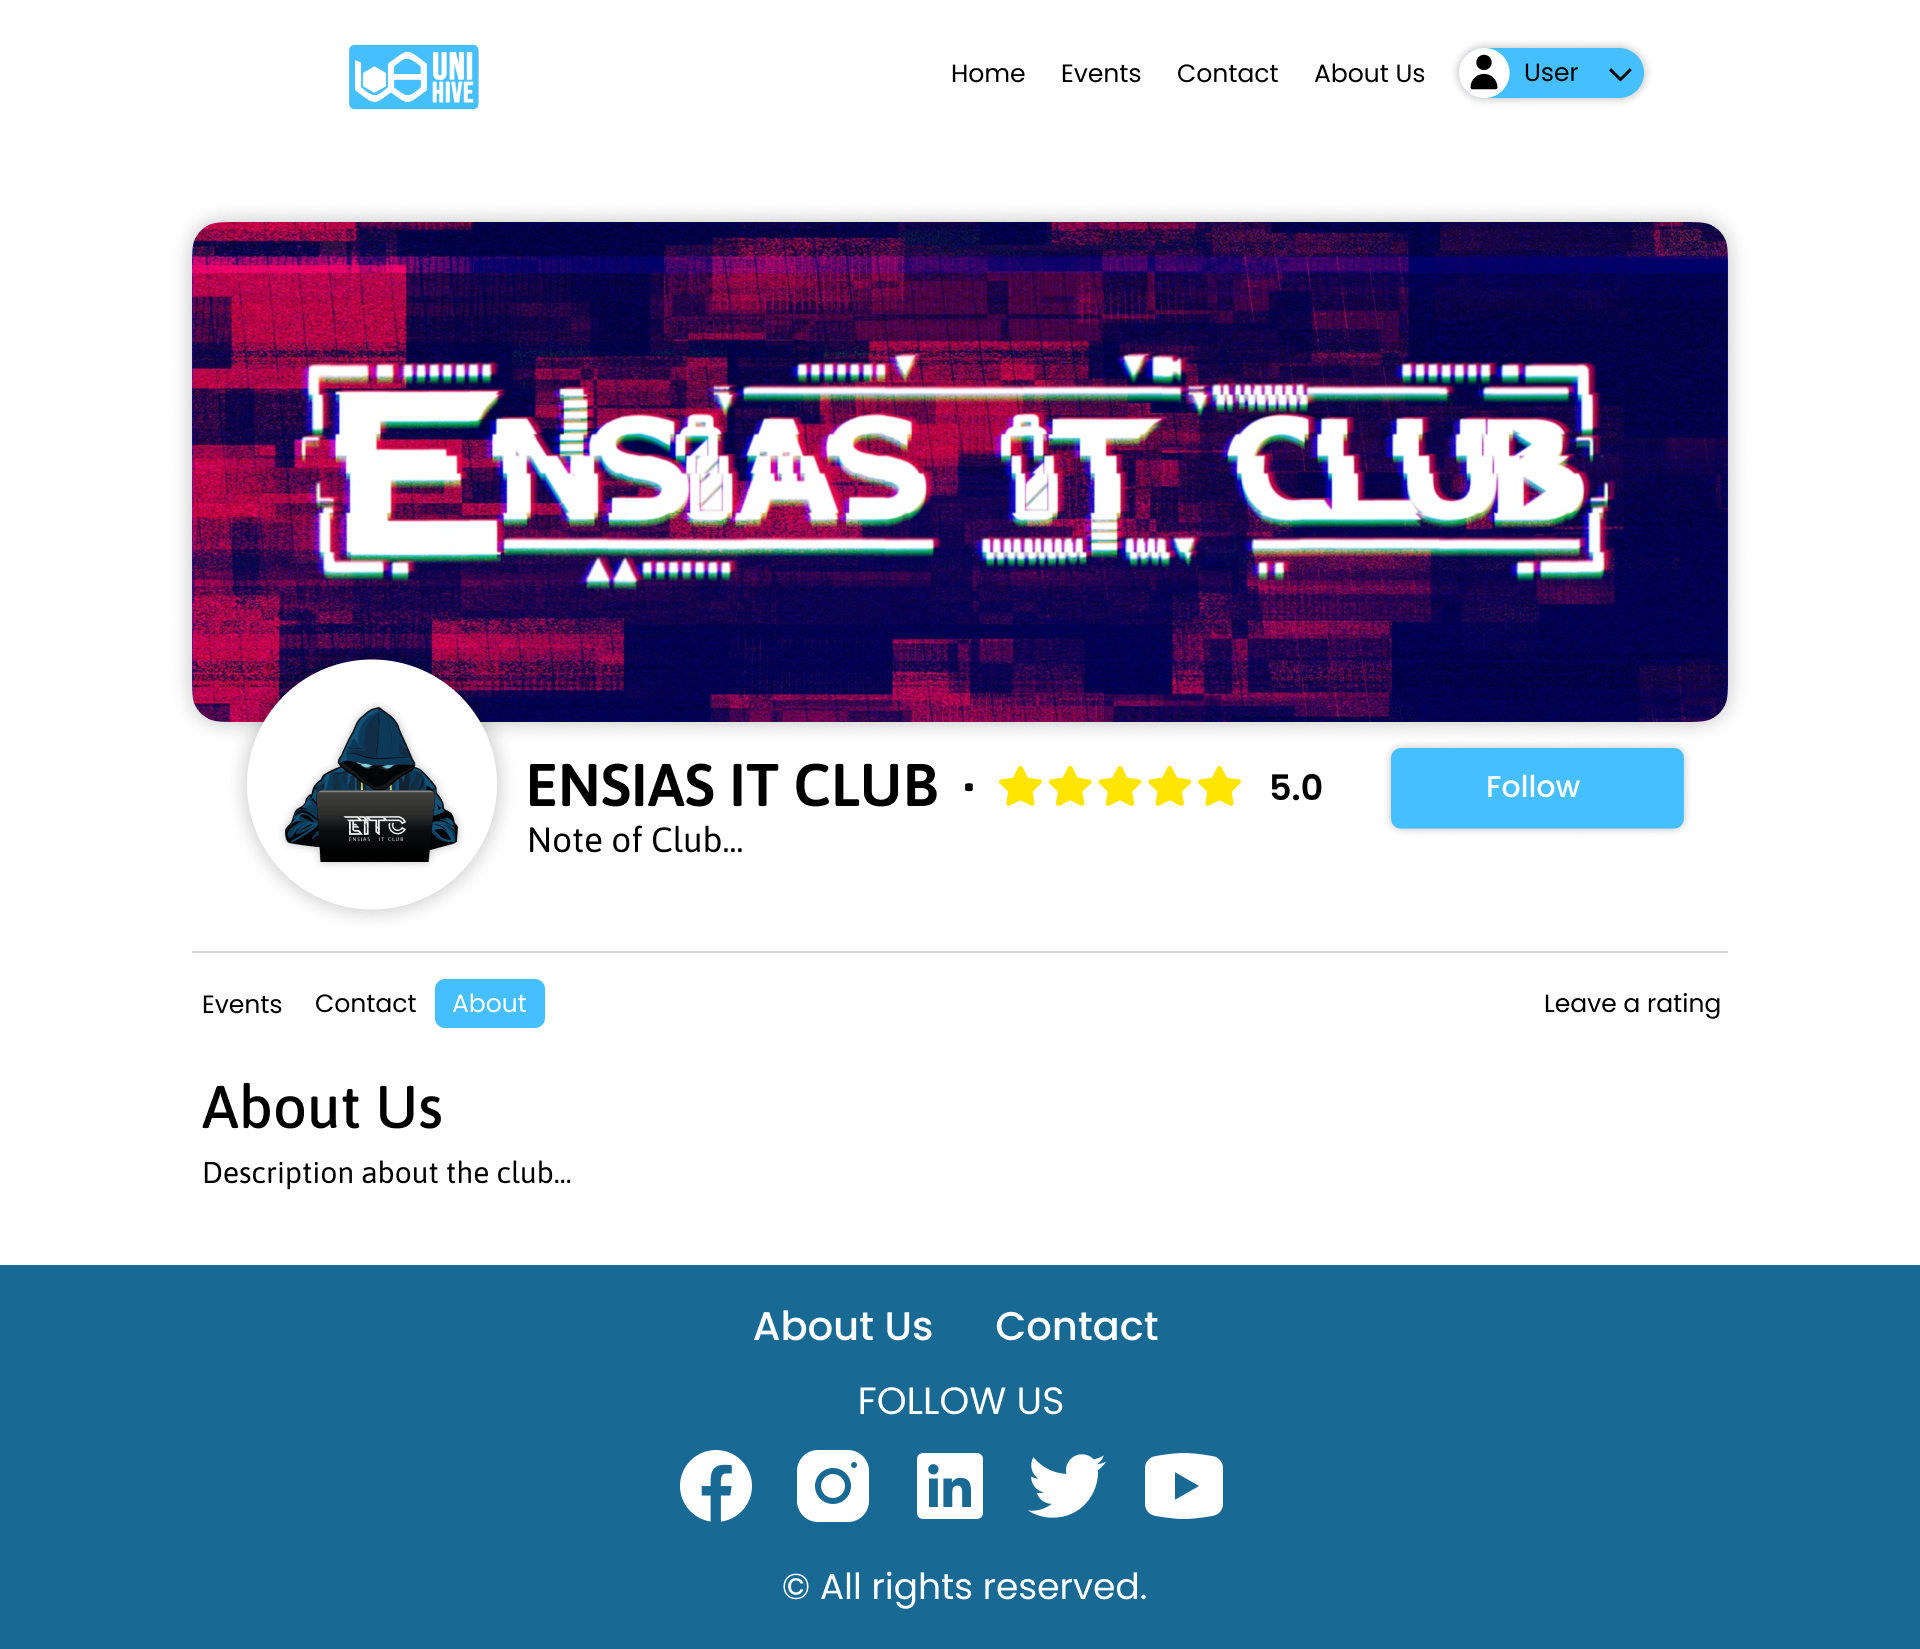 UNI
HIVE
Home Events Contact About Us User
ENSIAS IT CLUB
EITC
ENSIAS IT CLUB
ENSIAS IT CLUB · 5.0
Follow
Note of Club...
Events Contact About Leave a rating
About Us
Description about the club...
About Us Contact
FOLLOW US
in
© All rights reserved.